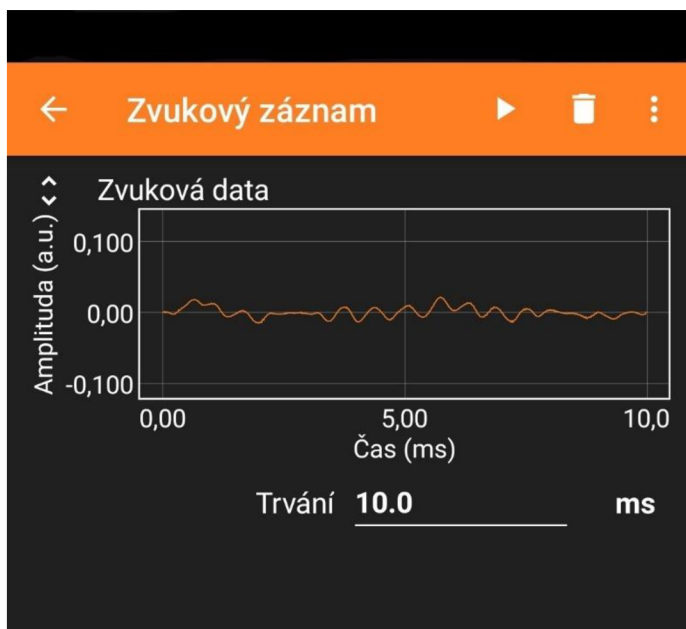 Zvukový záznam
Zvuková data
Amplituda (a.u.)
0,100
0,00
-0,100
0,00 5,00 10,0
Čas (ms)
Trvání 10.0 ms